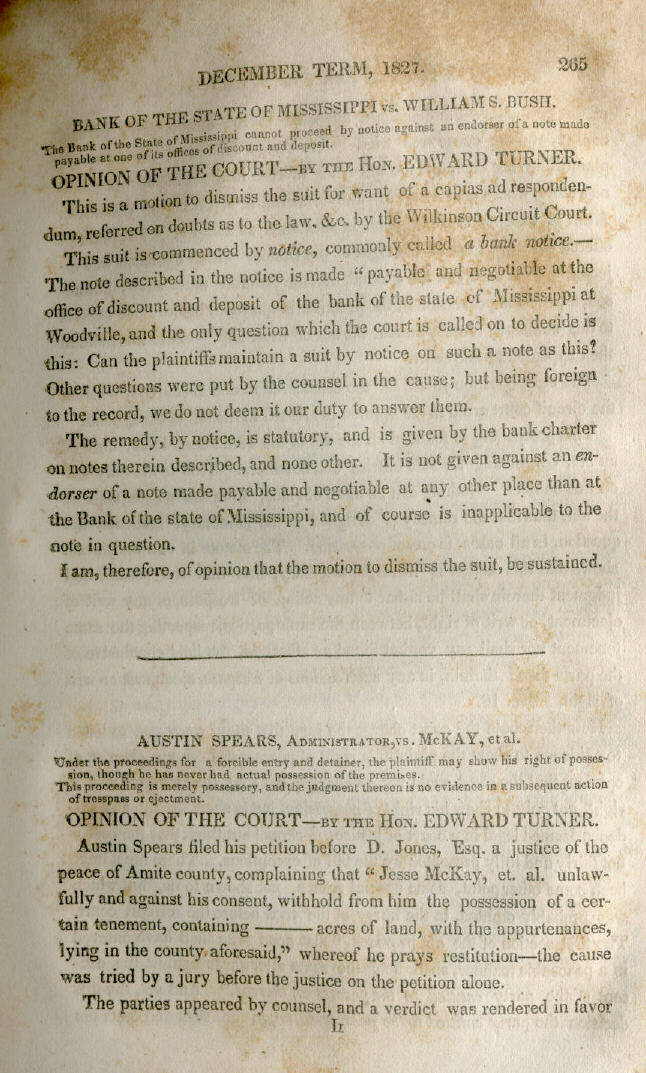 DECEMBER TERM, 1827. 265
BANK OF THE STATE OF MISSISSIPPI vs. WILLIAM S. BUSH.
The Bank of the State of Mississippi cannot proceed by notice against an endorser of a note made
payable at one of its offices of discount and deposit.
OPINION OF THE COURT—BY THE HON. EDWARD TURNER.
This is a motion to dismiss the suit for want of a capias ad responden-
dum, referred on doubts as to the law, &c. by the Wilkinson Circuit Court.
This suit is commenced by notice, commonly called a bank notice.—
The note described in the notice is made "payable and negotiable at the
office of discount and deposit of the bank of the state of Mississippi at
Woodville, and the only question which the court is called on to decide is
this: Can the plaintiffs maintain a suit by notice on such a note as this?
Other questions were put by the counsel in the cause; but being foreign
to the record, we do not deem it our duty to answer them.
The remedy, by notice, is statutory, and is given by the bank charter
on notes therein described, and none other. It is not given against an en-
dorser of a note made payable and negotiable at any other place than at
the Bank of the state of Mississippi, and of course is inapplicable to the
note in question.
I am, therefore, of opinion that the motion to dismiss the suit, be sustained.
AUSTIN SPEARS, ADMINISTRATOR, vs. McKAY, et al.
Under the proceedings for a forcible entry and detainer, the plaintiff may show his right of posses-
sion, though he has never had actual possession of the premises.
This proceeding is merely possessory, and the judgment thereon is no evidence in a subsequent action
of tresspass or ejectment.
OPINION OF THE COURT—BY THE HON. EDWARD TURNER.
Austin Spears filed his petition before D. Jones, Esq. a justice of the
peace of Amite county, complaining that "Jesse McKay, et. al. unlaw-
fully and against his consent, withhold from him the possession of a cer-
tain tenement, containing ——— acres of land, with the appurtenances,
lying in the county aforesaid," whereof he prays restitution—the cause
was tried by a jury before the justice on the petition alone.
The parties appeared by counsel, and a verdict was rendered in favor